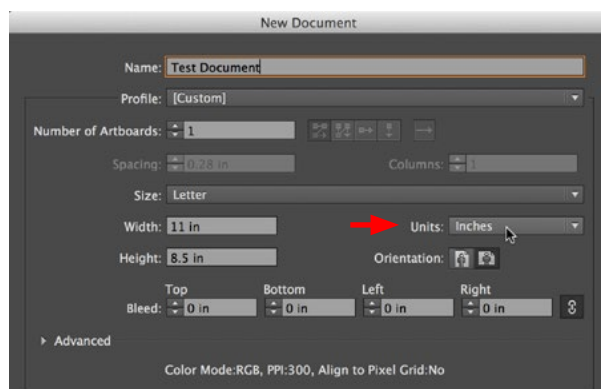 New Document
Name: Test Document
Profile: [Custom]
Number of Artboards: 1
Spacing: 0.28 in Columns: 1
Size: Letter
Width: 11 in Units: Inches
Height: 8.5 in Orientation:
Top Bottom Left Right
Bleed: 0 in 0 in 0 in 0 in
Advanced
Color Mode:RGB, PPI:300, Align to Pixel Grid:No